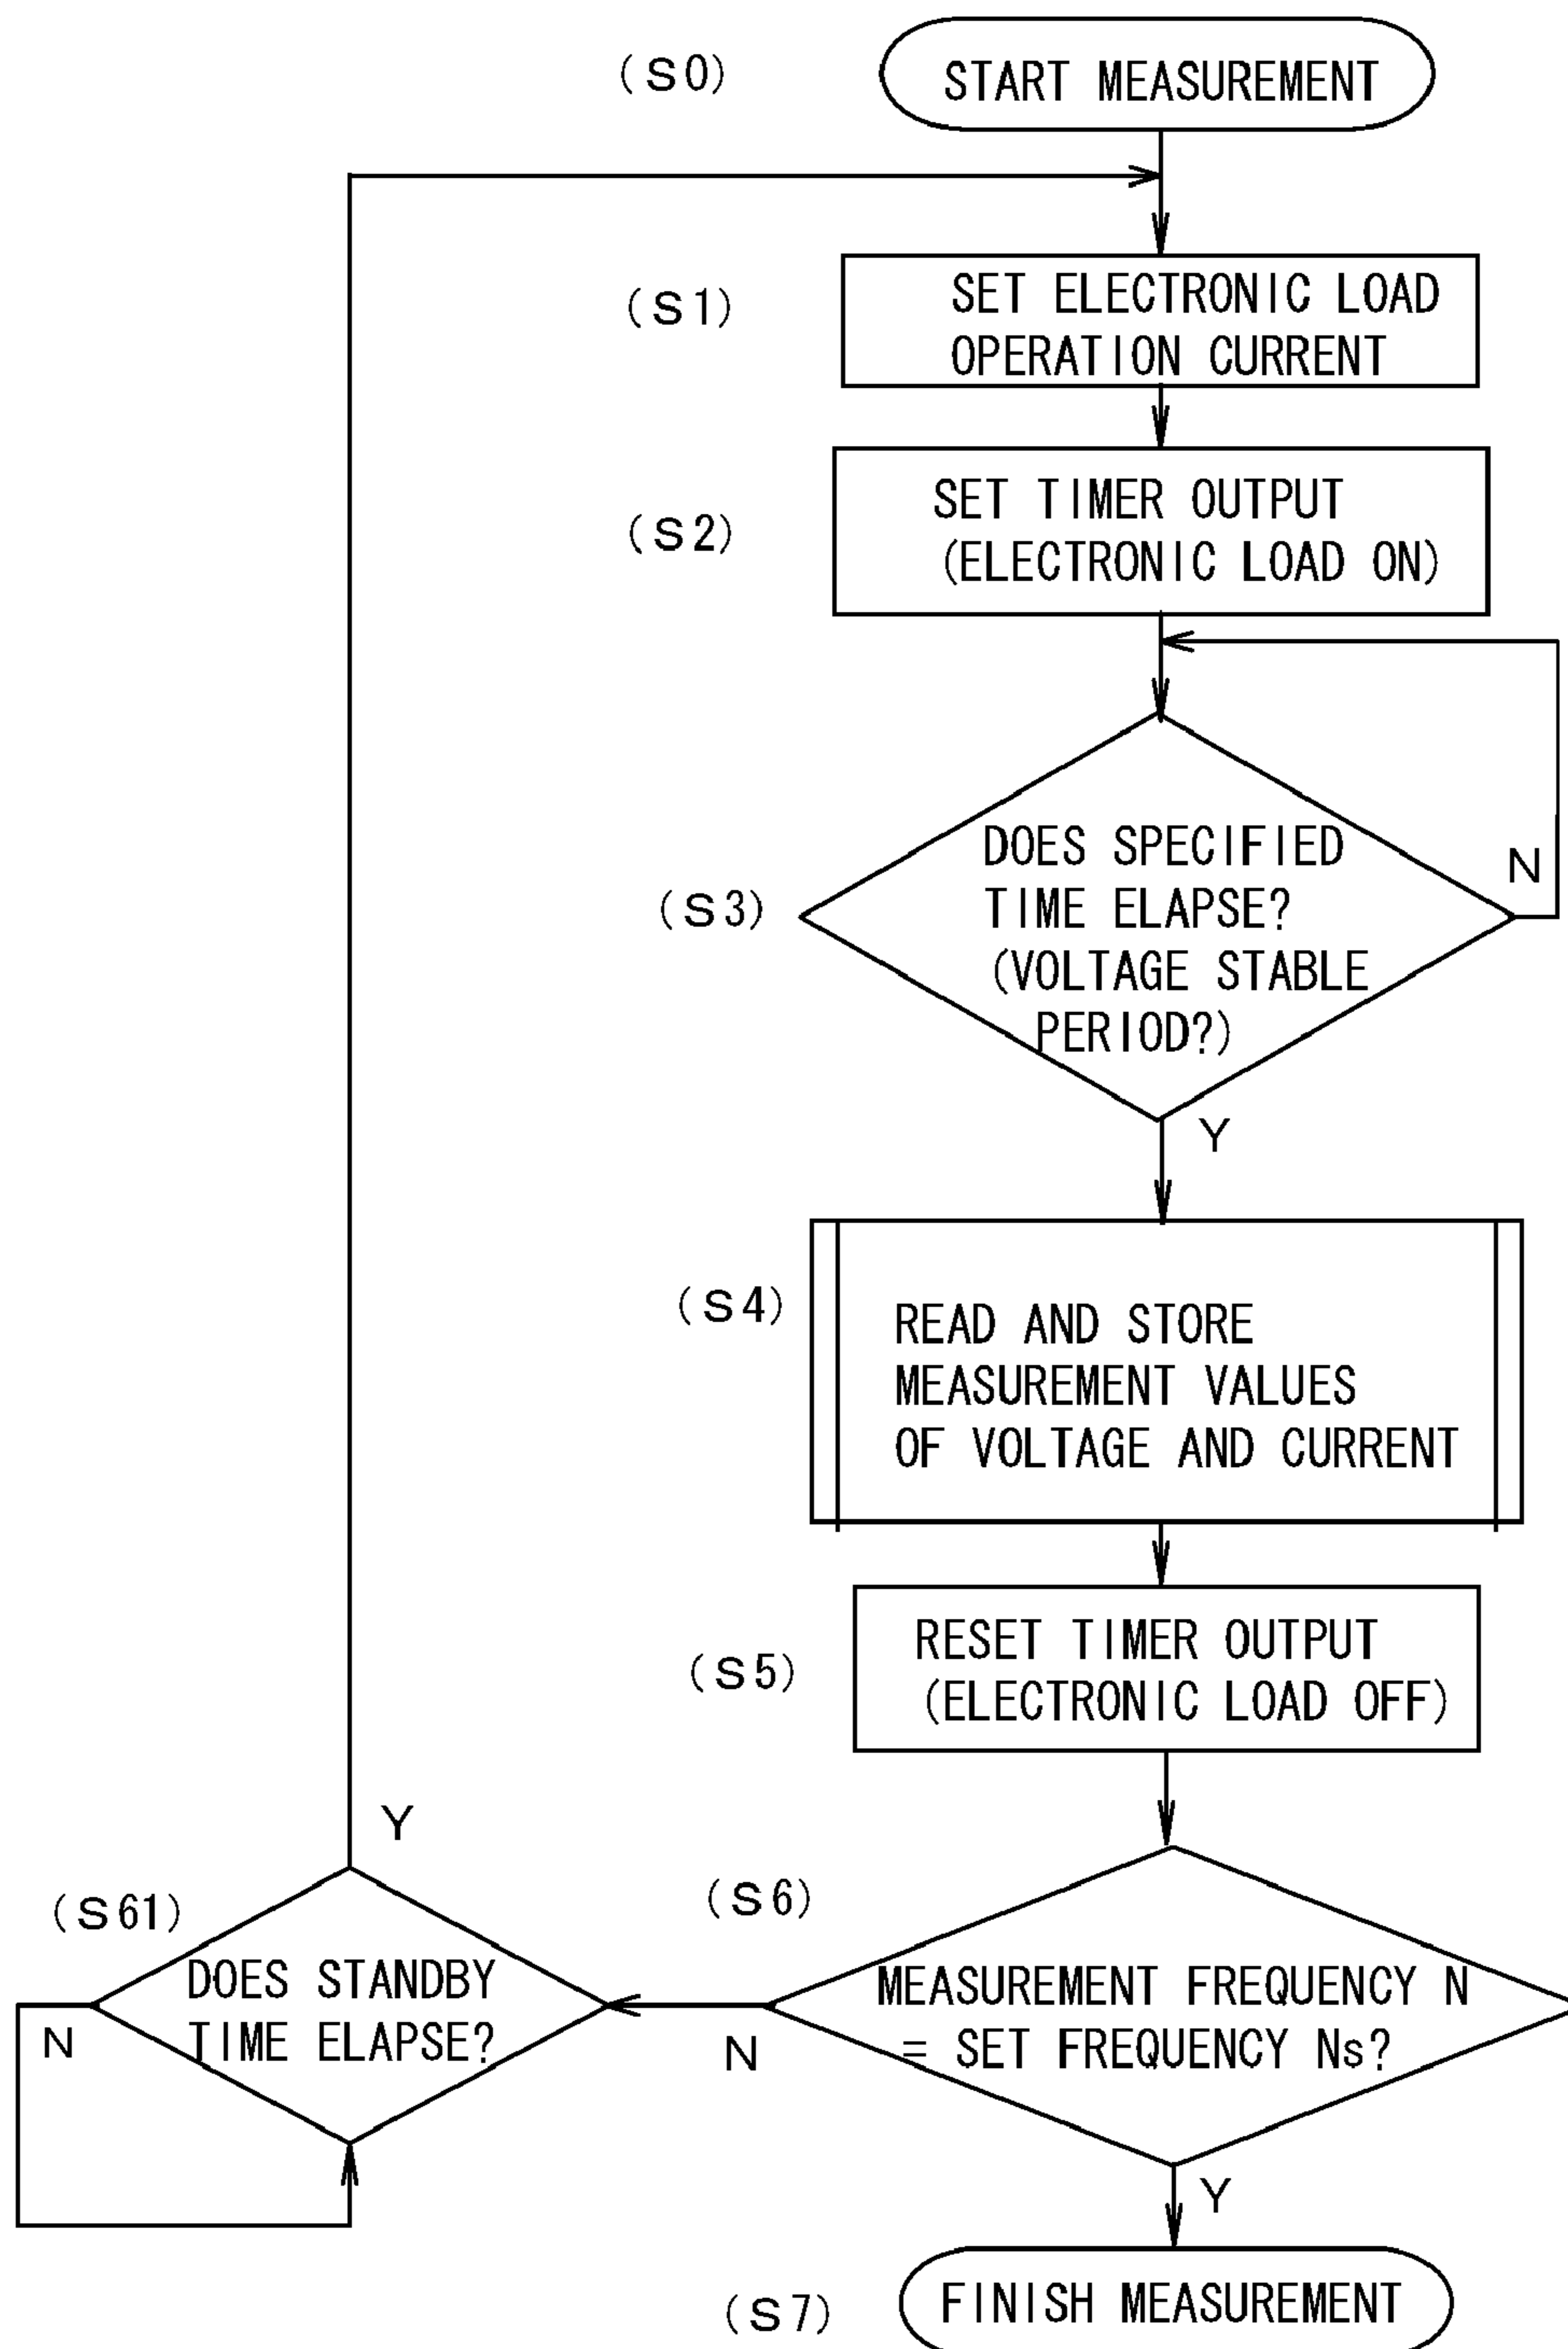 (S0)
START MEASUREMENT
(S1)
SET ELECTRONIC LOAD
OPERATION CURRENT
(S2)
SET TIMER OUTPUT
(ELECTRONIC LOAD ON)
(S3)
DOES SPECIFIED
TIME ELAPSE?
(VOLTAGE STABLE
PERIOD?)
N
Y
(S4)
READ AND STORE
MEASUREMENT VALUES
OF VOLTAGE AND CURRENT
(S5)
RESET TIMER OUTPUT
(ELECTRONIC LOAD OFF)
(S6)
MEASUREMENT FREQUENCY N
= SET FREQUENCY Ns?
N
Y
(S61)
DOES STANDBY
TIME ELAPSE?
Y
N
(S7)
FINISH MEASUREMENT